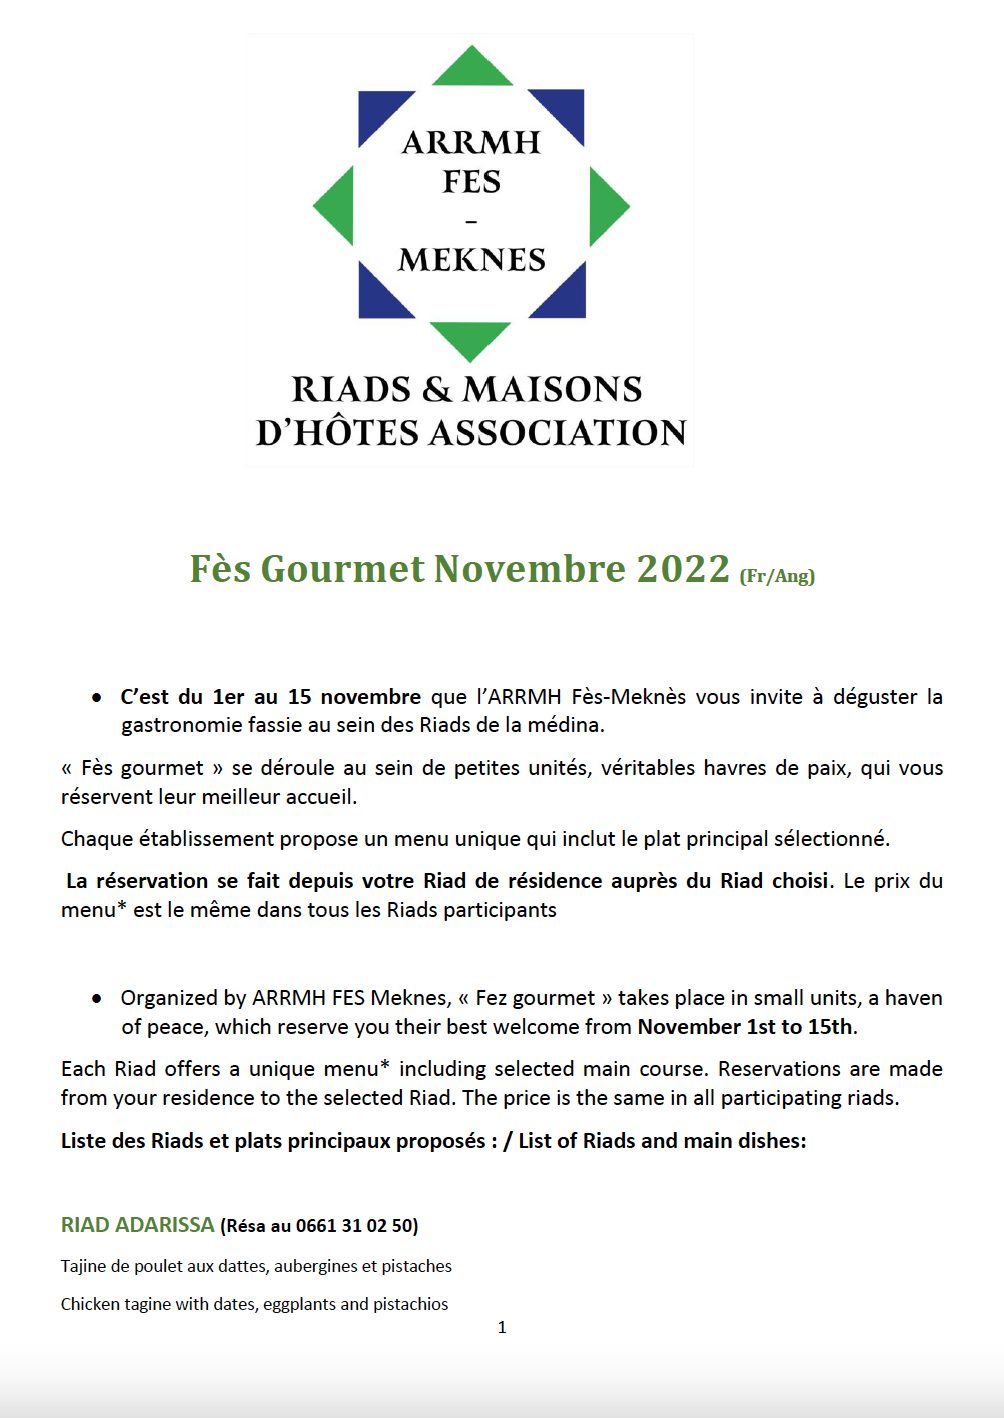 ARRMH
FES
-
MEKNES
RIADS & MAISONS
D’HÔTES ASSOCIATION
Fès Gourmet Novembre 2022 (Fr/Ang)
• C’est du 1er au 15 novembre que l’ARRMH Fès-Meknès vous invite à déguster la
gastronomie fassie au sein des Riads de la médina.
« Fès gourmet » se déroule au sein de petites unités, véritables havres de paix, qui vous
réservent leur meilleur accueil.
Chaque établissement propose un menu unique qui inclut le plat principal sélectionné.
La réservation se fait depuis votre Riad de résidence auprès du Riad choisi. Le prix du
menu* est le même dans tous les Riads participants
• Organized by ARRMH FES Meknes, « Fez gourmet » takes place in small units, a haven
of peace, which reserve you their best welcome from November 1st to 15th.
Each Riad offers a unique menu* including selected main course. Reservations are made
from your residence to the selected Riad. The price is the same in all participating riads.
Liste des Riads et plats principaux proposés : / List of Riads and main dishes:
RIAD ADARISSA (Résa au 0661 31 02 50)
Tajine de poulet aux dattes, aubergines et pistaches
Chicken tagine with dates, eggplants and pistachios
1